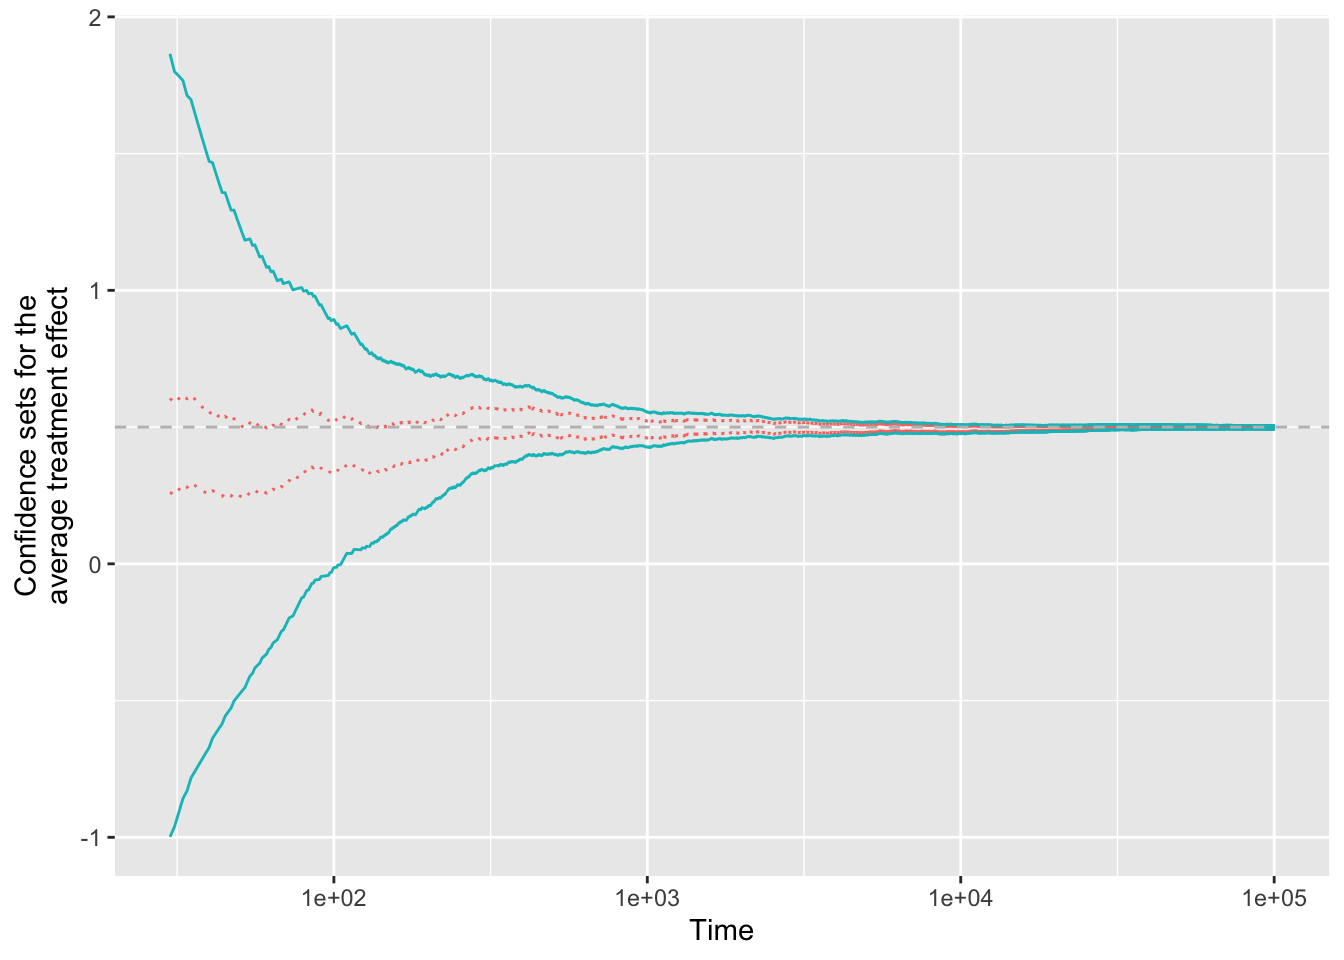 2
1
0
-1
Confidence sets for the
average treatment effect
1e+02 1e+03 1e+04 1e+05
Time